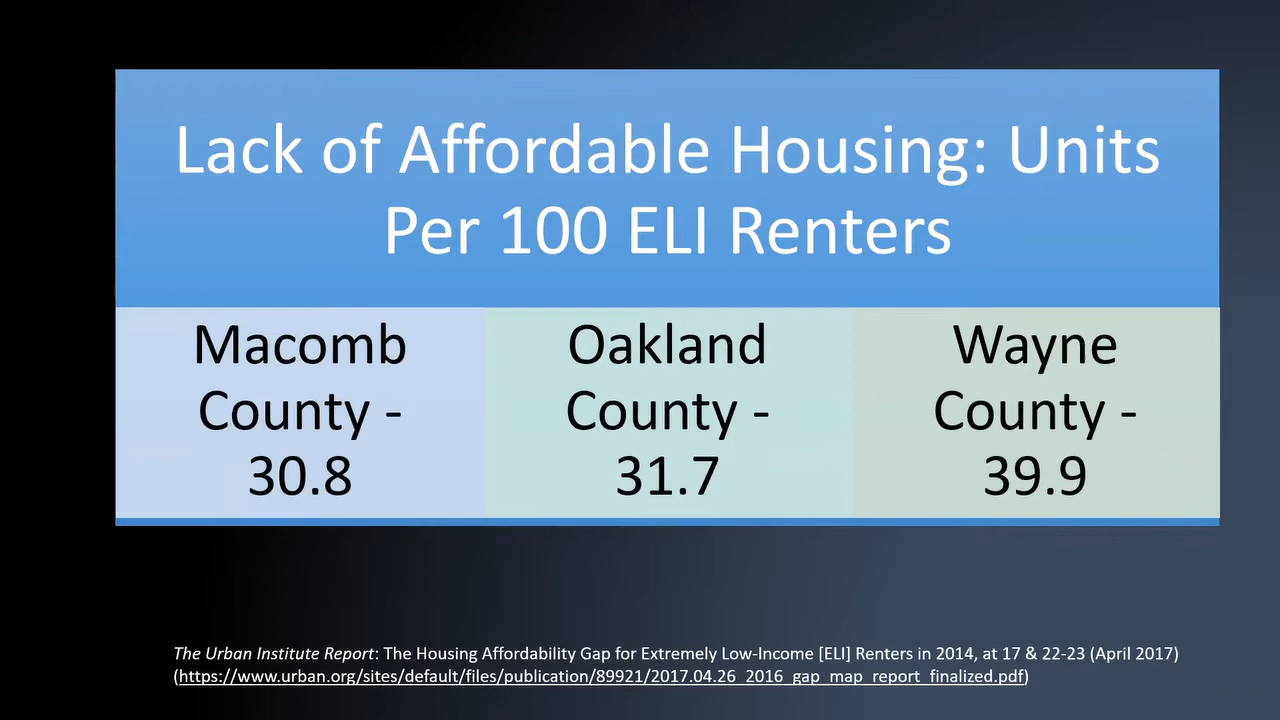 Lack of Affordable Housing: Units
Per 100 ELI Renters
Macomb
County -
30.8
Oakland
County -
31.7
Wayne
County -
39.9
The Urban Institute Report: The Housing Affordability Gap for Extremely Low-Income [ELI] Renters in 2014, at 17 & 22-23 (April 2017)
(https://www.urban.org/sites/default/files/publication/89921/2017.04.26_2016_gap_map_report_finalized.pdf)